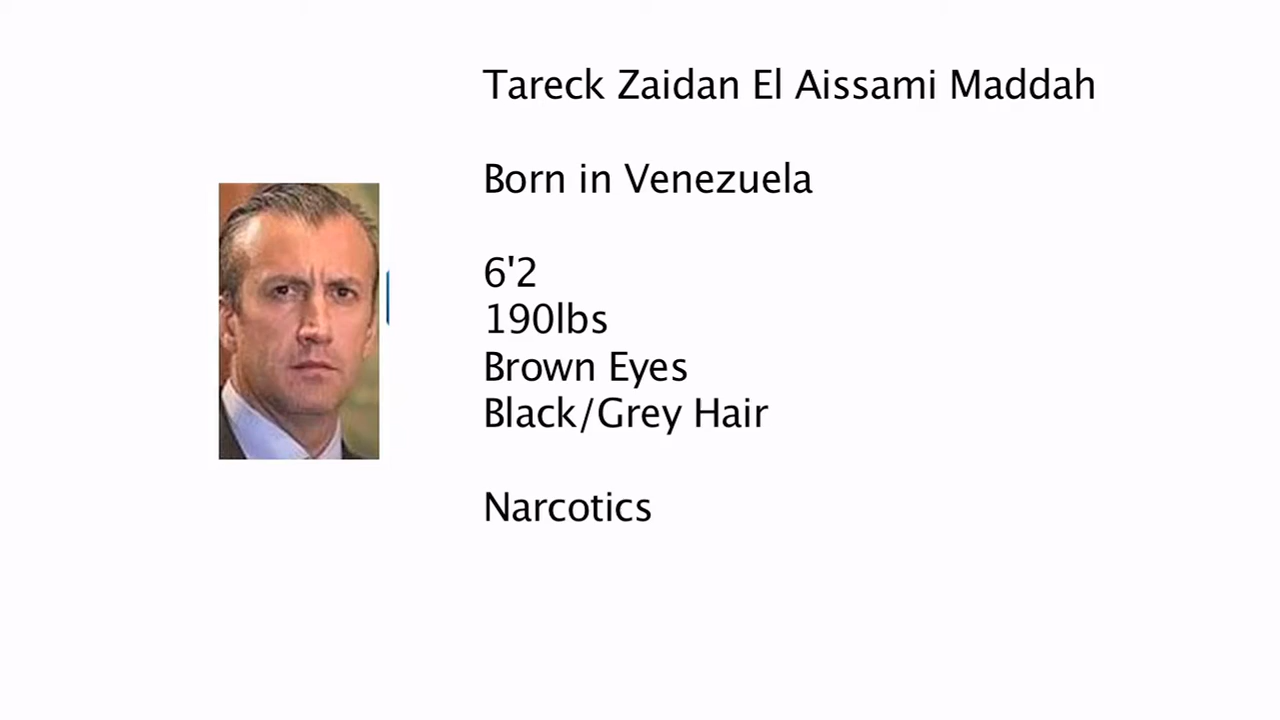 Tareck Zaidan El Aissami Maddah
Born in Venezuela
6'2
190lbs
Brown Eyes
Black/Grey Hair
Narcotics